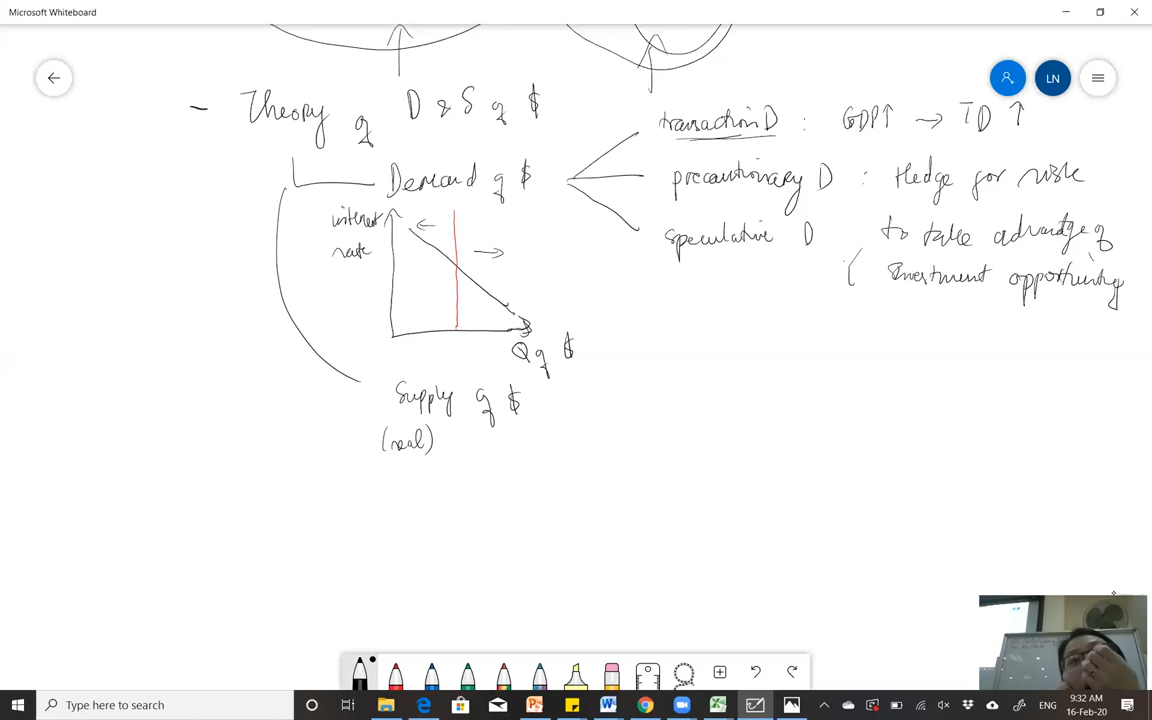 Microsoft Whiteboard
- Theory of D & S of $
Demand of $
transaction D : GDP↑ → TD ↑
precautionary D : Hedge for risk
speculative D to take advantage of
investment opportunity
interest
rate
←
→
Q of $
Supply of $
(real)
LN
Type here to search
ENG
9:32 AM
16-Feb-20